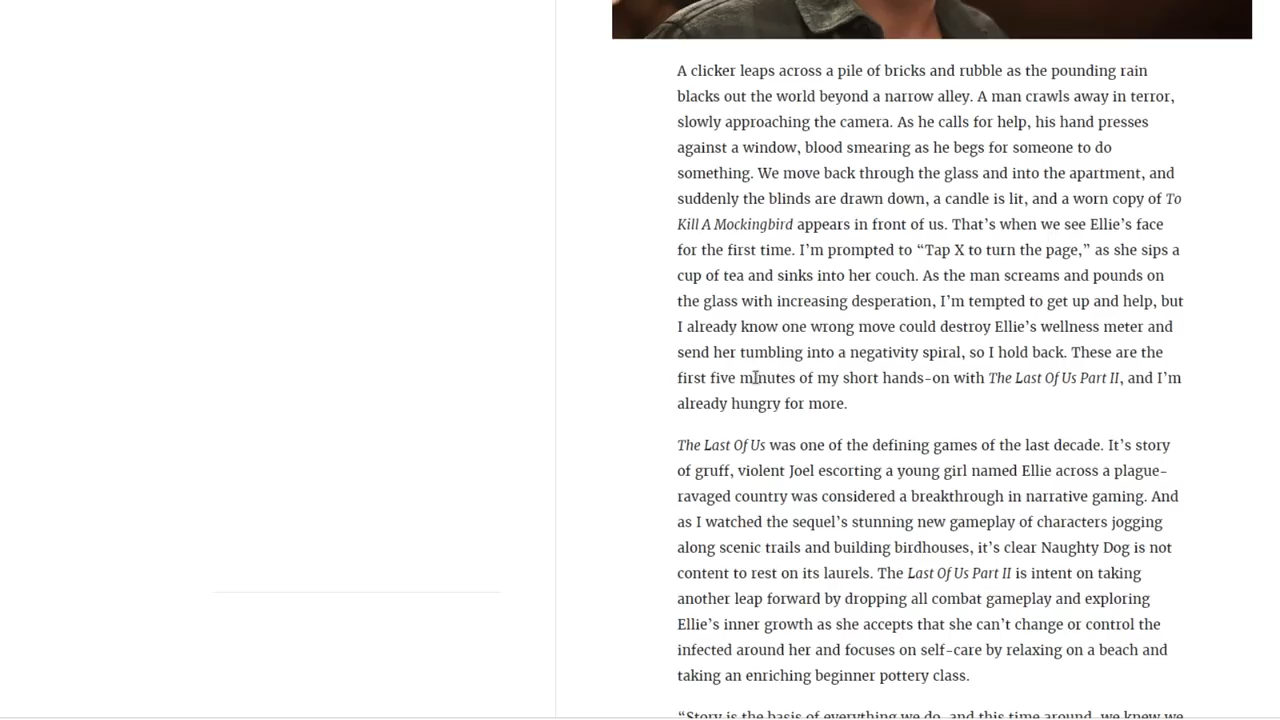 A clicker leaps across a pile of bricks and rubble as the pounding rain
blacks out the world beyond a narrow alley. A man crawls away in terror,
slowly approaching the camera. As he calls for help, his hand presses
against a window, blood smearing as he begs for someone to do
something. We move back through the glass and into the apartment, and
suddenly the blinds are drawn down, a candle is lit, and a worn copy of To
Kill A Mockingbird appears in front of us. That’s when we see Ellie’s face
for the first time. I’m prompted to “Tap X to turn the page,” as she sips a
cup of tea and sinks into her couch. As the man screams and pounds on
the glass with increasing desperation, I’m tempted to get up and help, but
I already know one wrong move could destroy Ellie’s wellness meter and
send her tumbling into a negativity spiral, so I hold back. These are the
first five minutes of my short hands-on with The Last Of Us Part II, and I’m
already hungry for more.
The Last Of Us was one of the defining games of the last decade. It’s story
of gruff, violent Joel escorting a young girl named Ellie across a plague-
ravaged country was considered a breakthrough in narrative gaming. And
as I watched the sequel’s stunning new gameplay of characters jogging
along scenic trails and building birdhouses, it’s clear Naughty Dog is not
content to rest on its laurels. The Last Of Us Part II is intent on taking
another leap forward by dropping all combat gameplay and exploring
Ellie’s inner growth as she accepts that she can’t change or control the
infected around her and focuses on self-care by relaxing on a beach and
taking an enriching beginner pottery class.
“Story is the basis of everything we do, and this time around, we knew we